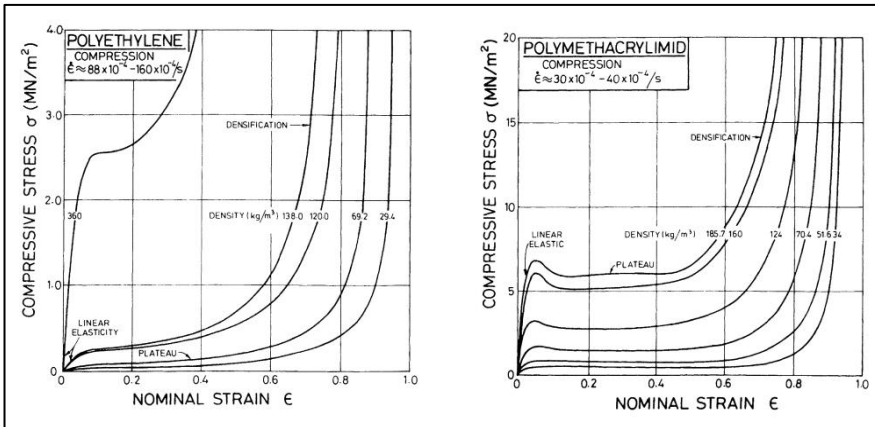 POLYETHYLENE
COMPRESSION
ε̇ ≈ 88 x 10⁻⁴ – 160 x 10⁻⁴/s
COMPRESSIVE STRESS σ (MN/m²)
4.0
3.0
2.0
1.0
0
DENSIFICATION
360
DENSITY (kg/m³) 138.0 120.0 69.2 29.4
LINEAR
ELASTICITY
PLATEAU
0 0.2 0.4 0.6 0.8 1.0
NOMINAL STRAIN ϵ
POLYMETHACRYLIMID
COMPRESSION
ε̇ ≈ 30 x 10⁻⁴ – 40 x 10⁻⁴/s
COMPRESSIVE STRESS σ (MN/m²)
20
15
10
5
0
DENSIFICATION
LINEAR
ELASTIC
DENSITY (kg/m³) 185.7 160 124 70.4 51.6 34
PLATEAU
0 0.2 0.4 0.6 0.8 1.0
NOMINAL STRAIN ϵ